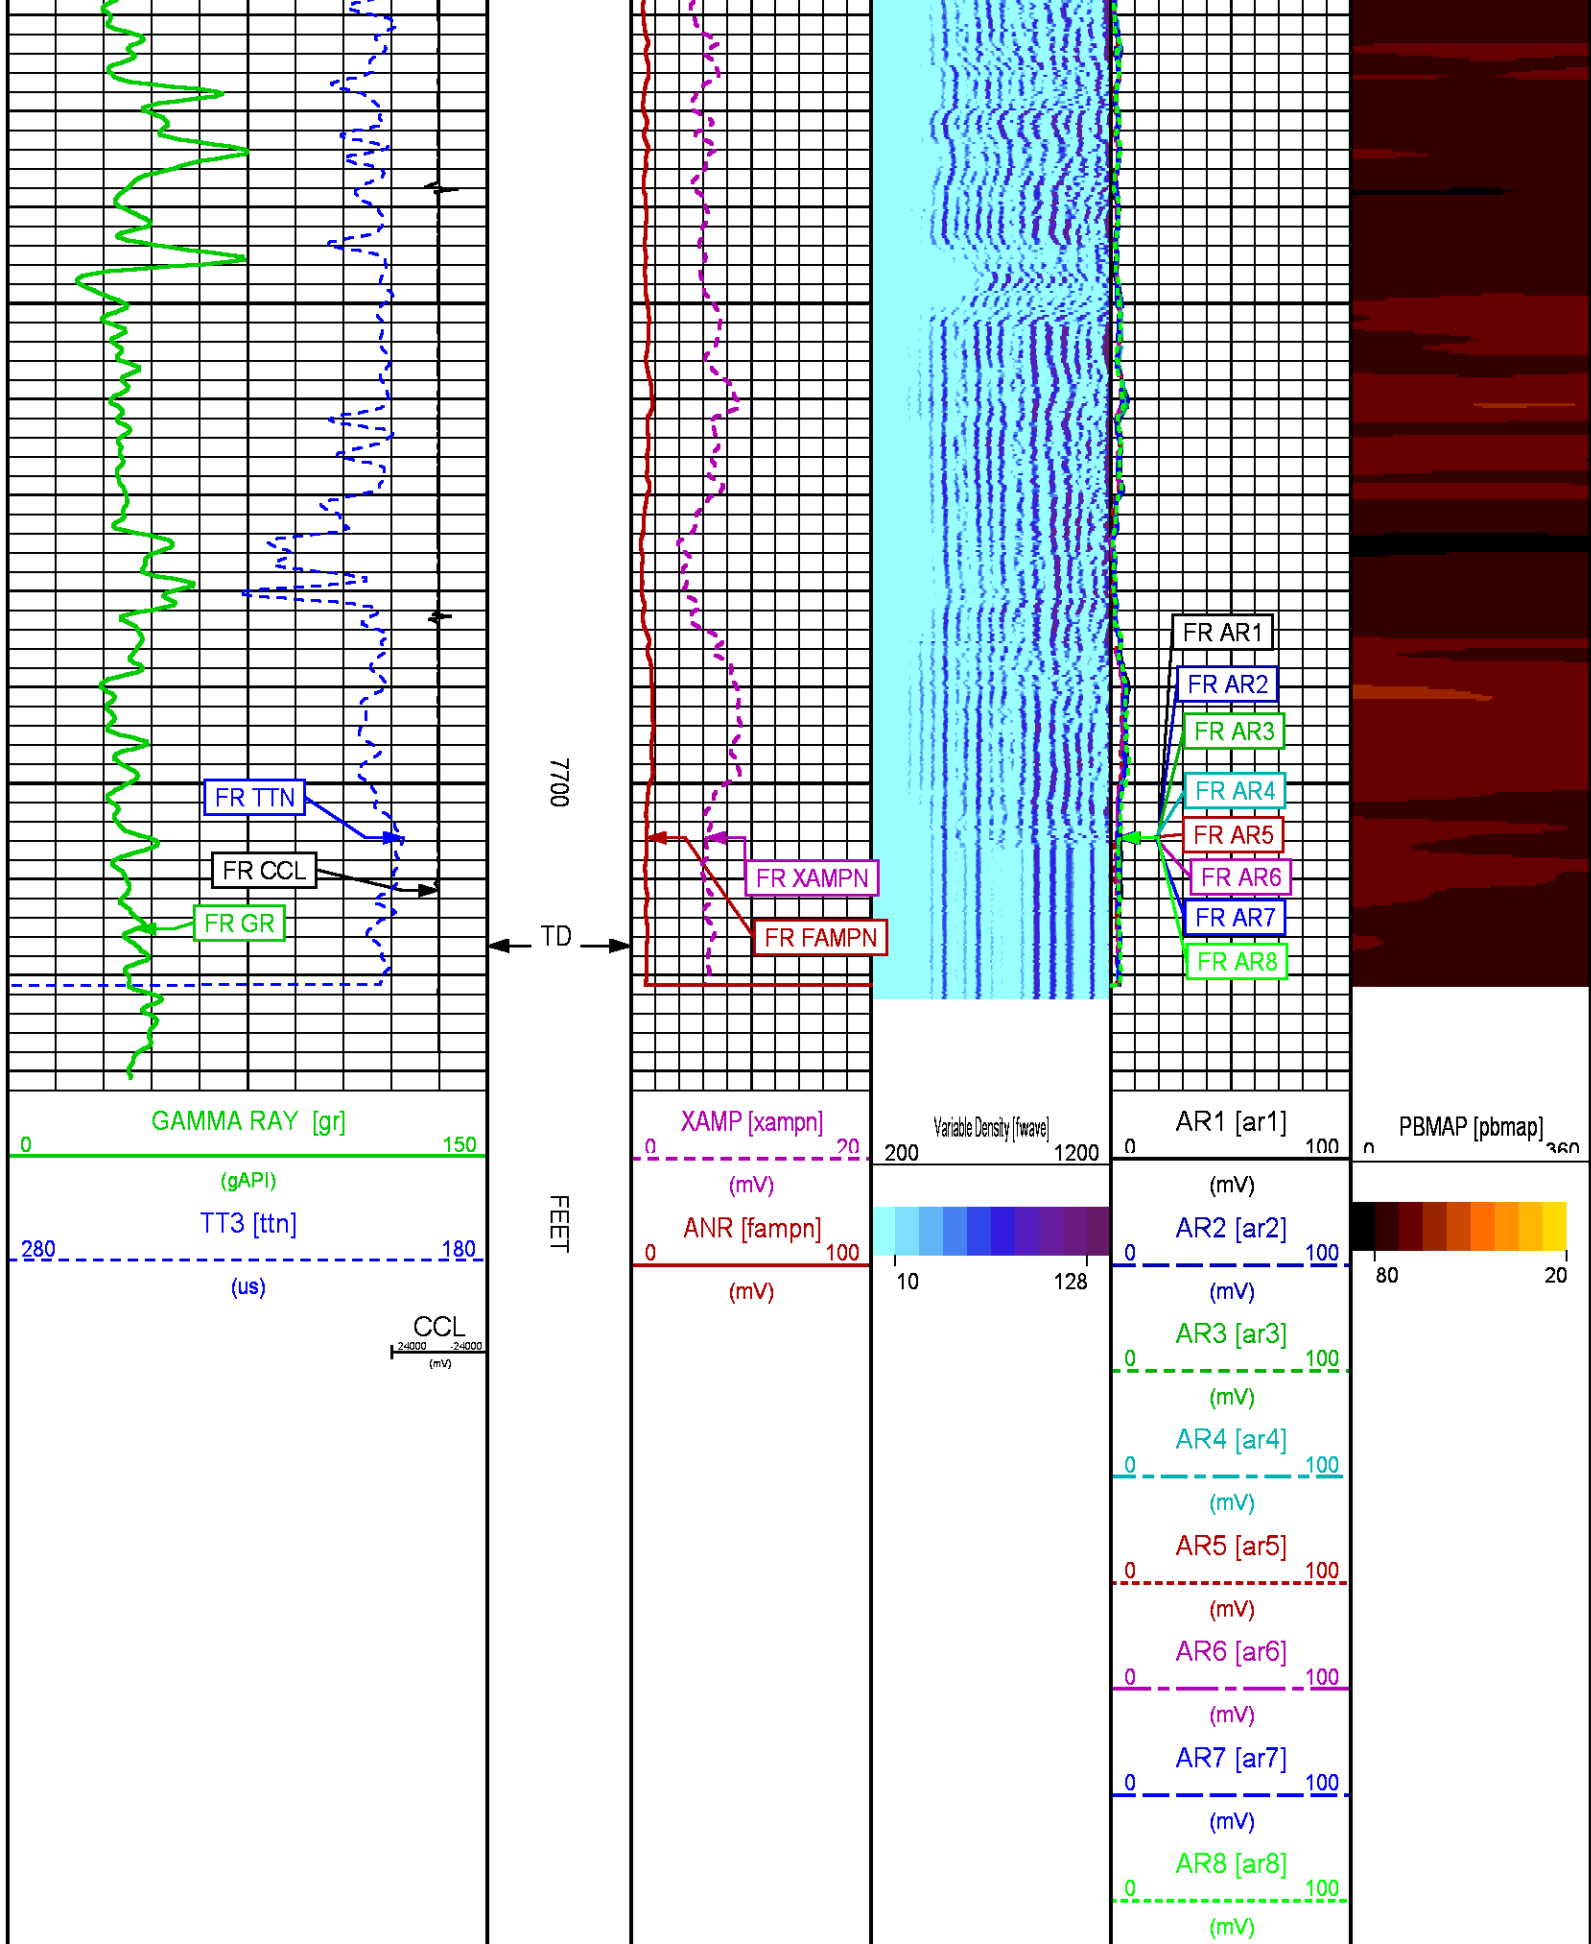 FR AR1
FR AR2
FR AR3
7700
FR TTN
FR AR4
FR AR5
FR CCL
FR XAMPN
FR AR6
FR GR
FR AR7
TD
FR FAMPN
FR AR8
GAMMA RAY [gr]
0 150
(gAPI)
TT3 [ttn]
280 180
(us)
CCL
24000 -24000
(mV)
FEET
XAMP [xampn]
0 20
(mV)
ANR [fampn]
0 100
(mV)
Variable Density [fwave]
200 1200
10 128
AR1 [ar1]
0 100
(mV)
AR2 [ar2]
0 100
(mV)
AR3 [ar3]
0 100
(mV)
AR4 [ar4]
0 100
(mV)
AR5 [ar5]
0 100
(mV)
AR6 [ar6]
0 100
(mV)
AR7 [ar7]
0 100
(mV)
AR8 [ar8]
0 100
(mV)
PBMAP [pbmap]
0 360
80 20